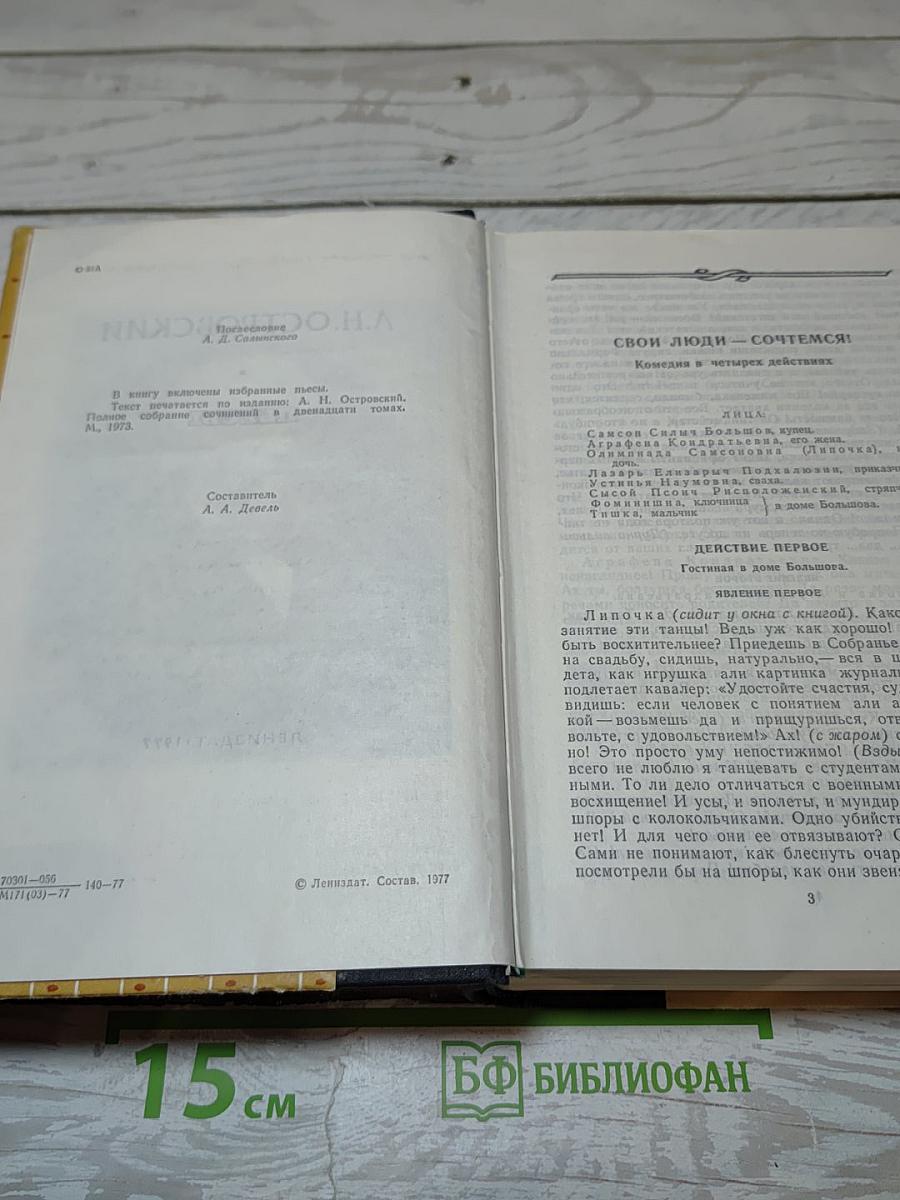 Послесловие
А. Д. Салынского
В книгу включены избранные пьесы.
Текст печатается по изданию: А. Н. Островский.
Полное собрание сочинений в двенадцати томах.
М., 1973.
Составитель
А. А. Девель
70301—056
М171(03)—77
140—77
© Лениздат. Состав. 1977
СВОИ ЛЮДИ — СОЧТЕМСЯ!
Комедия в четырех действиях
ЛИЦА:
Самсон Силыч Большов, купец.
Аграфена Кондратьевна, его жена.
Олимпиада Самсоновна (Липочка),
дочь.
Лазарь Елизарыч Подхалюзин, приказч
Устинья Наумовна, сваха.
Сысой Псоич Рисположенский, стряпч
Фоминишна, ключница
Тишка, мальчик
} в доме Большова.
ДЕЙСТВИЕ ПЕРВОЕ
Гостиная в доме Большова.
ЯВЛЕНИЕ ПЕРВОЕ
Липочка (сидит у окна с книгой). Како
занятие эти танцы! Ведь уж как хорошо!
быть восхитительнее? Приедешь в Собранье
на свадьбу, сидишь, натурально,— вся в ц
дета, как игрушка али картинка журналь
подлетает кавалер: «Удостойте счастия, су
видишь: если человек с понятием али а
кой — возьмешь да и прищуришься, отв
вольте, с удовольствием!» Ах! (с жаром) о
но! Это просто уму непостижимо! (Взды
всего не люблю я танцевать с студентам
ными. То ли дело отличаться с военными
восхищение! И усы, и эполеты, и мундир
шпоры с колокольчиками. Одно убийств
нет! И для чего они ее отвязывают? С
Сами не понимают, как блеснуть очар
посмотрели бы на шпоры, как они звеня
3
15 см
БФ БИБЛИОФАН